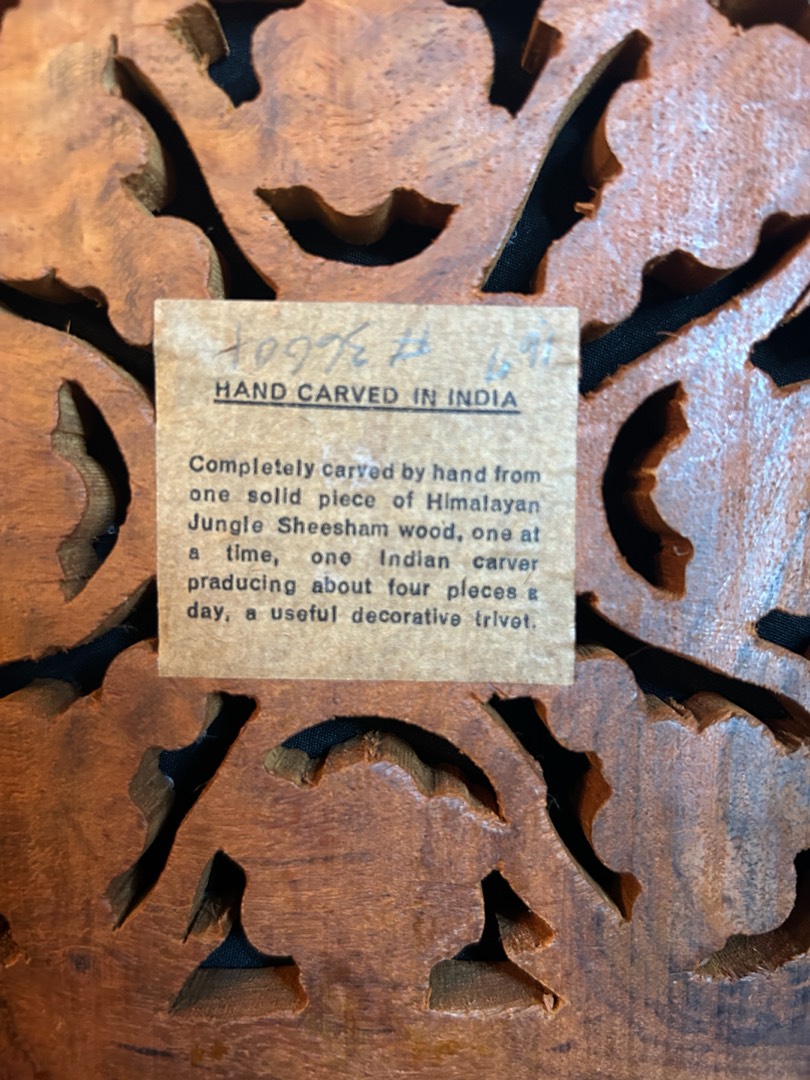 HAND CARVED IN INDIA
Completely carved by hand from
one solid piece of Himalayan
Jungle Sheesham wood, one at
a time, one Indian carver
praducing about four pieces a
day, a useful decorative trivet.